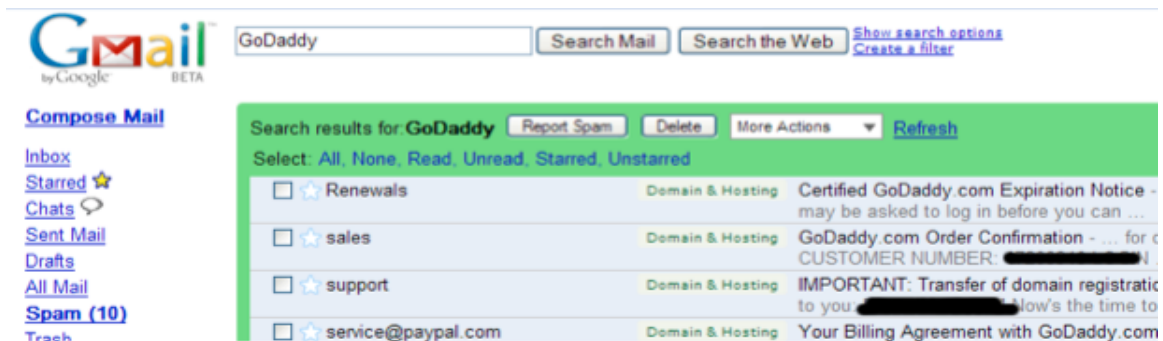 Gmail
by Google BETA
GoDaddy Search Mail Search the Web Show search options
Create a filter
Compose Mail
Inbox
Starred
Chats
Sent Mail
Drafts
All Mail
Spam (10)
Trash
Search results for: GoDaddy Report Spam Delete More Actions Refresh
Select: All, None, Read, Unread, Starred, Unstarred
Renewals Domain & Hosting Certified GoDaddy.com Expiration Notice -
may be asked to log in before you can ...
sales Domain & Hosting GoDaddy.com Order Confirmation - ... for
CUSTOMER NUMBER:
support Domain & Hosting IMPORTANT: Transfer of domain
to you: Now's the time to
service@paypal.com Domain & Hosting Your Billing Agreement with GoDaddy.com